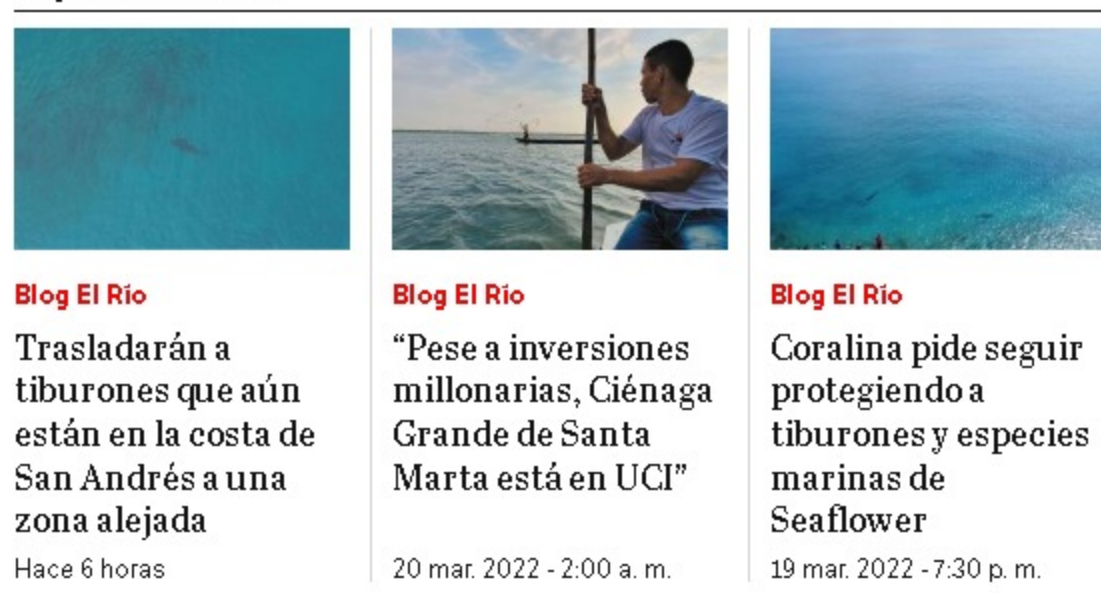 Blog El Río
Trasladarán a
tiburones que aún
están en la costa de
San Andrés a una
zona alejada
Hace 6 horas
Blog El Río
“Pese a inversiones
millonarias, Ciénaga
Grande de Santa
Marta está en UCI”
20 mar. 2022 - 2:00 a. m.
Blog El Río
Coralina pide seguir
protegiendo a
tiburones y especies
marinas de
Seaflower
19 mar. 2022 - 7:30 p. m.